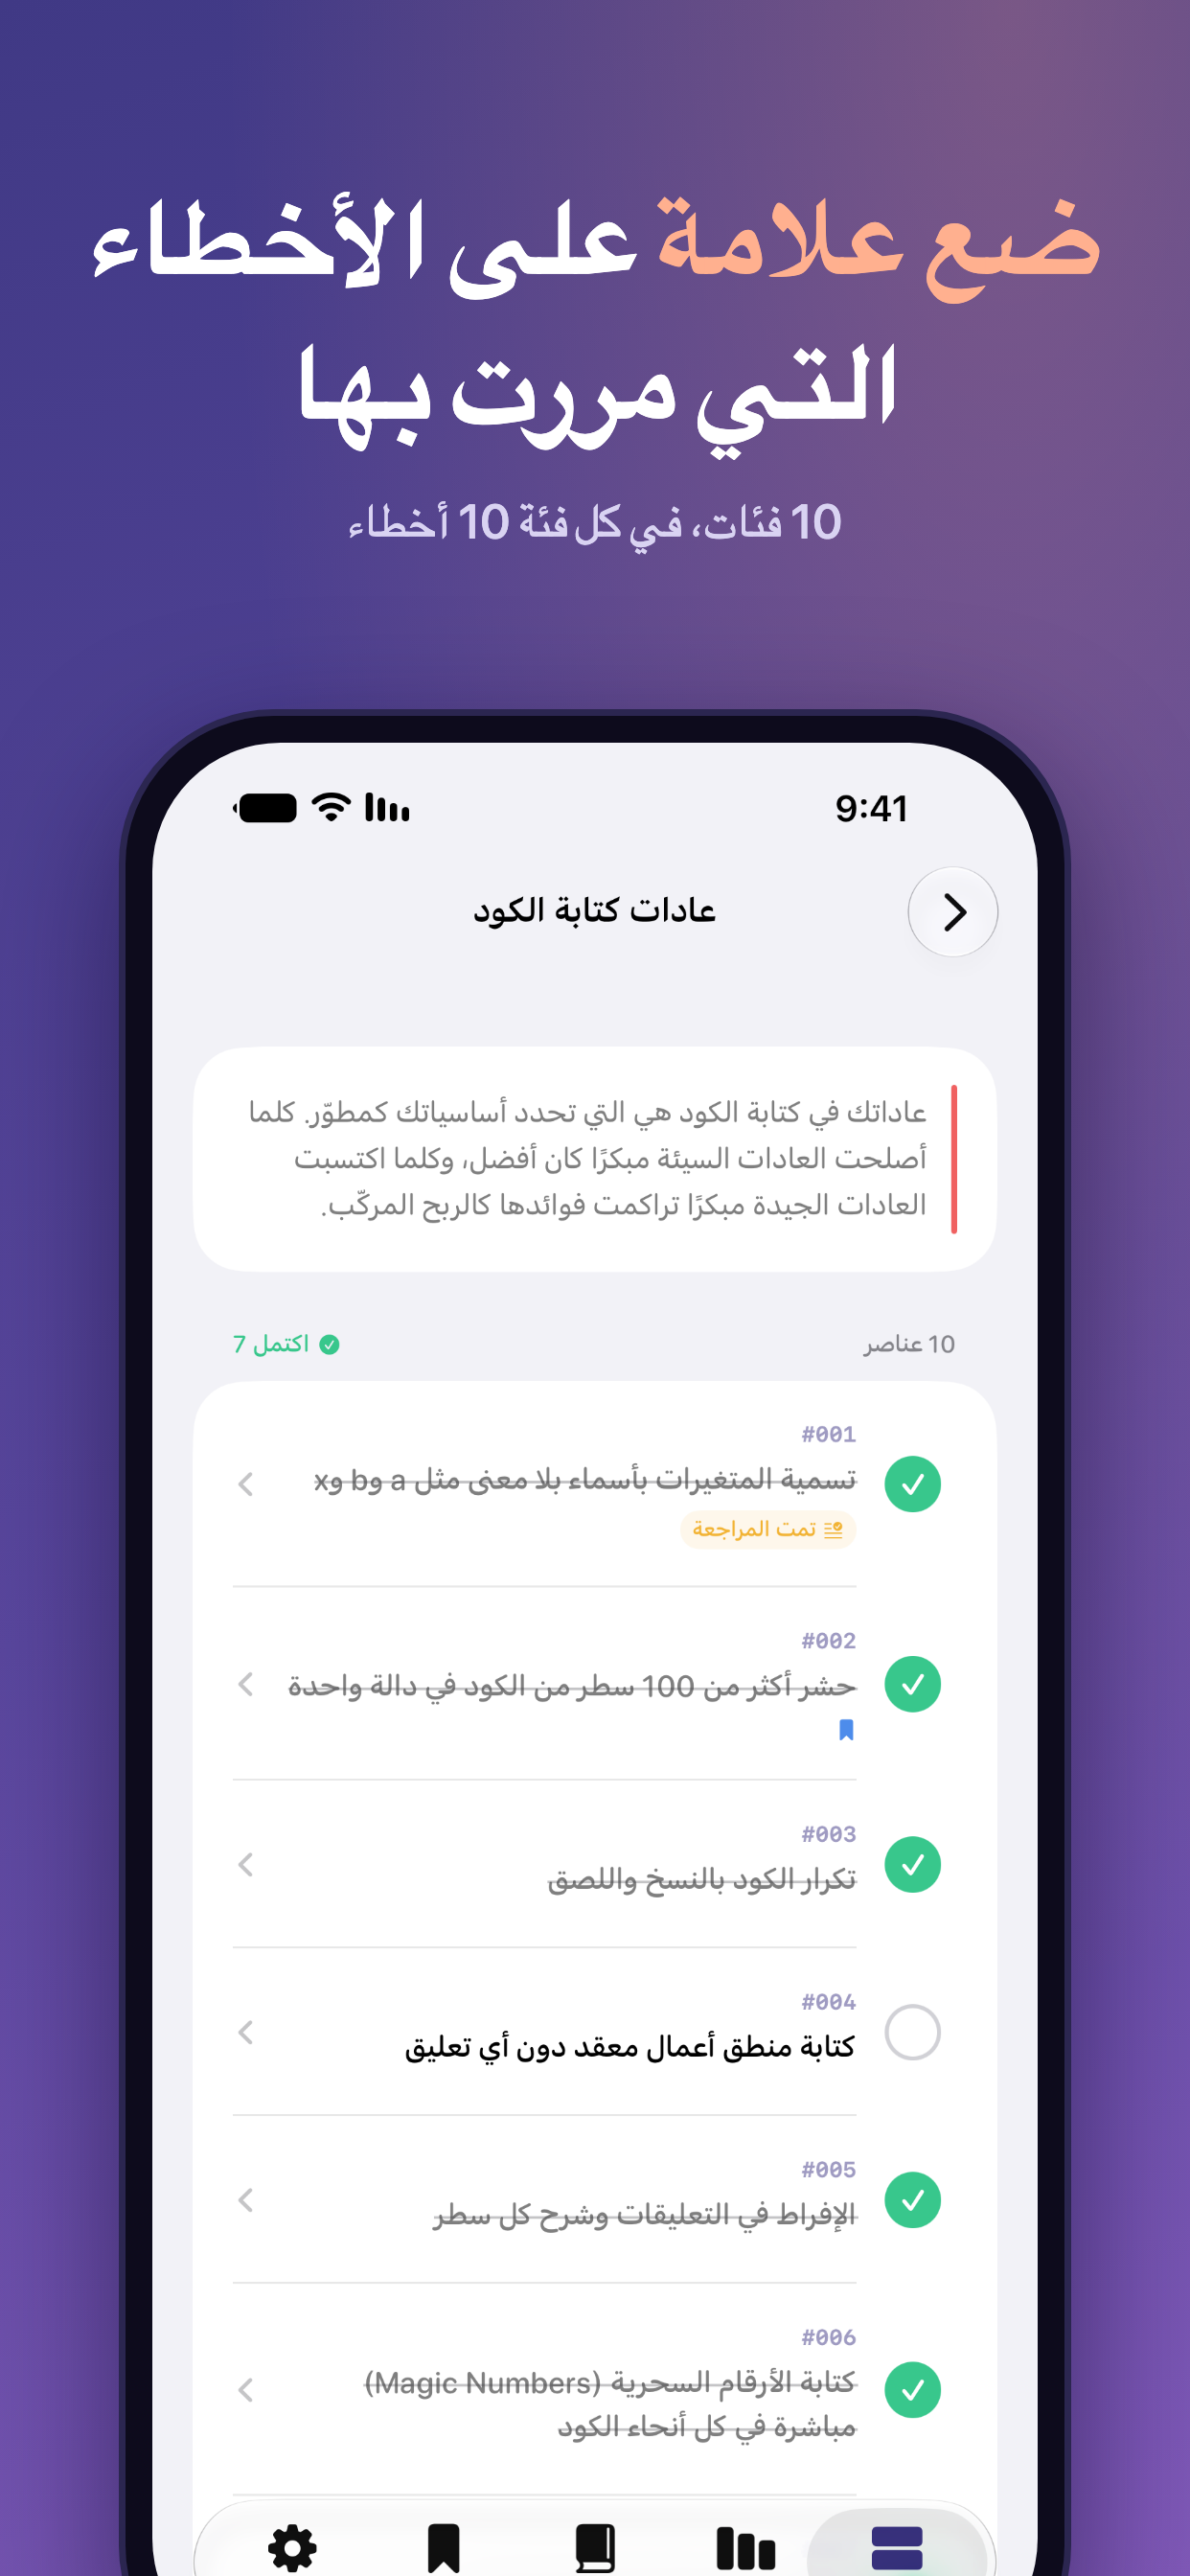 ضع علامة على الأخطاء
التي مررت بها
10 فئات، في كل فئة 10 أخطاء
9:41
عادات كتابة الكود
عاداتك في كتابة الكود هي التي تحدد أساسياتك كمطوّر. كلما
أصلحت العادات السيئة مبكرًا كان أفضل، وكلما اكتسبت
العادات الجيدة مبكرًا تراكمت فوائدها كالربح المركّب.
10 عناصر
اكتمل 7
#001
تسمية المتغيرات بأسماء بلا معنى مثل a وb وx
تمت المراجعة
#002
حشر أكثر من 100 سطر من الكود في دالة واحدة
#003
تكرار الكود بالنسخ واللصق
#004
كتابة منطق أعمال معقد دون أي تعليق
#005
الإفراط في التعليقات وشرح كل سطر
#006
كتابة الأرقام السحرية (Magic Numbers)
مباشرة في كل أنحاء الكود